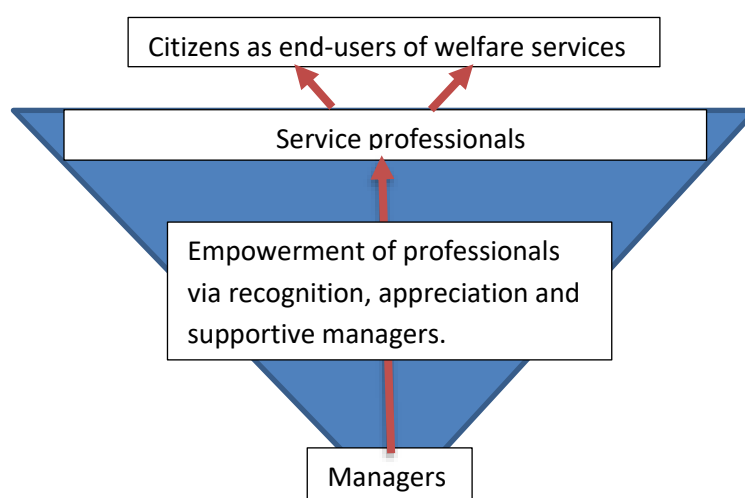 Citizens as end-users of welfare services
Service professionals
Empowerment of professionals
via recognition, appreciation and
supportive managers.
Managers